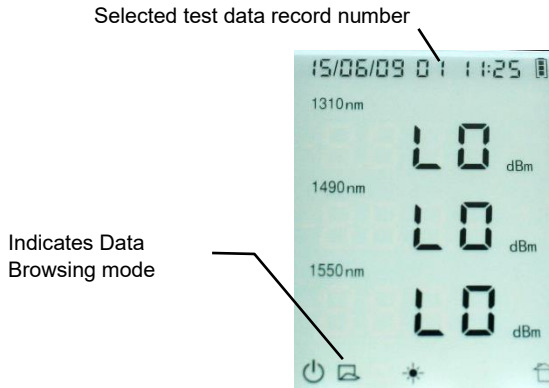 Selected test data record number
15/06/09 01 11:25
1310nm
LO dBm
1490nm
LO dBm
Indicates Data
Browsing mode
1550nm
LO dBm